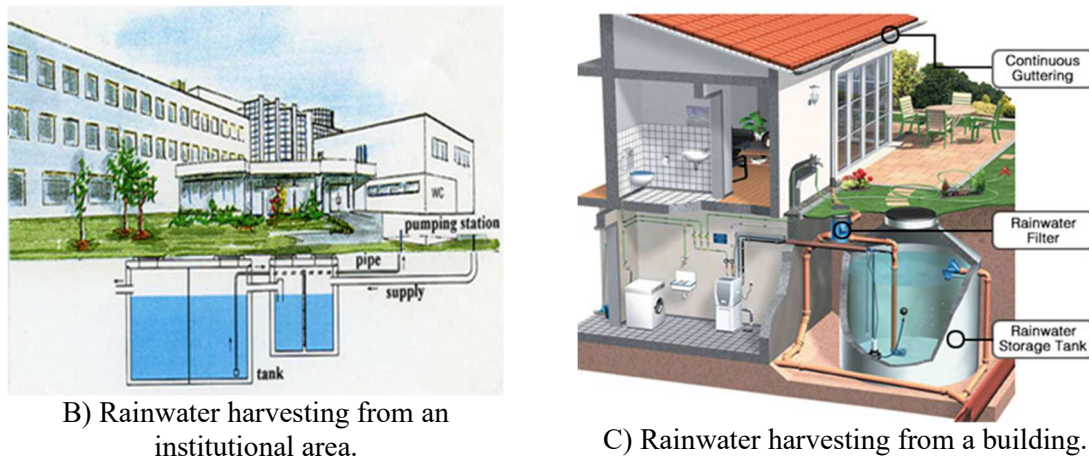 WC
pumping station
pipe
supply
tank
B) Rainwater harvesting from an
institutional area.
Continuous
Guttering
Rainwater
Filter
Rainwater
Storage Tank
C) Rainwater harvesting from a building.